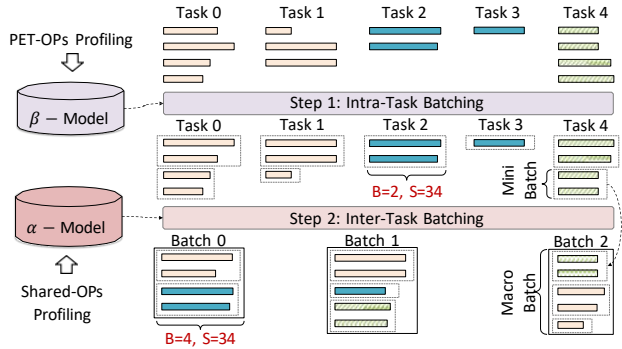 Task 0 Task 1 Task 2 Task 3 Task 4
PET-OPs Profiling
β − Model
Step 1: Intra-Task Batching
Task 0 Task 1 Task 2 Task 3 Task 4
Mini
Batch
B=2, S=34
α − Model
Step 2: Inter-Task Batching
Batch 0 Batch 1 Batch 2
Shared-OPs
Profiling
Macro
Batch
B=4, S=34